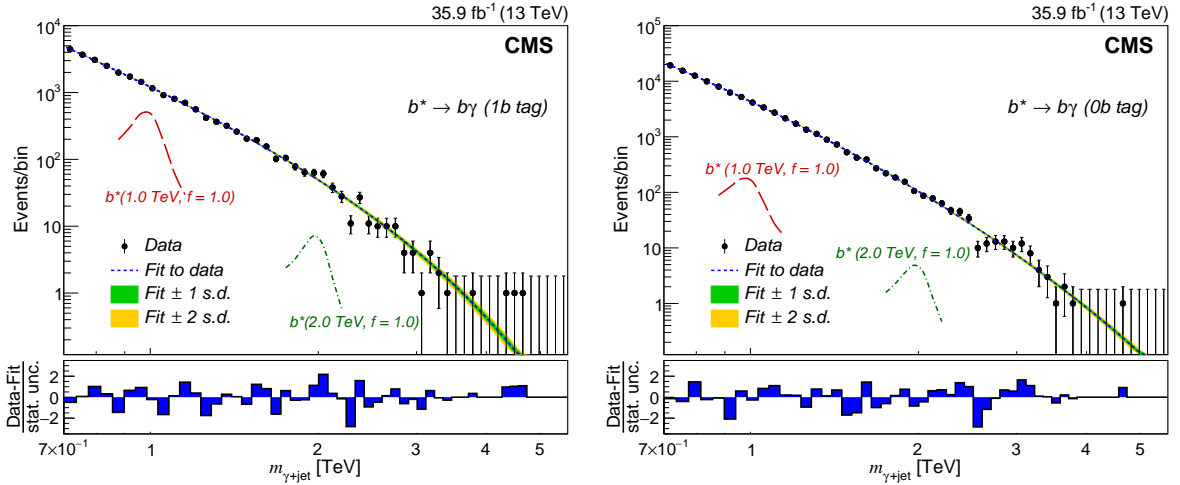 35.9 fb⁻¹ (13 TeV)
CMS
b* → bγ (1b tag)
Events/bin
10⁴
10³
10²
10
1
b*(1.0 TeV, f = 1.0)
b*(2.0 TeV, f = 1.0)
Data
Fit to data
Fit ± 1 s.d.
Fit ± 2 s.d.
Data-Fit
stat. unc.
2
0
−2
7×10⁻¹ 1 2 3 4 5
m_γ+jet [TeV]
35.9 fb⁻¹ (13 TeV)
CMS
b* → bγ (0b tag)
Events/bin
10⁵
10⁴
10³
10²
10
1
b* (1.0 TeV, f = 1.0)
b* (2.0 TeV, f = 1.0)
Data
Fit to data
Fit ± 1 s.d.
Fit ± 2 s.d.
Data-Fit
stat. unc.
2
0
−2
7×10⁻¹ 1 2 3 4 5
m_γ+jet [TeV]